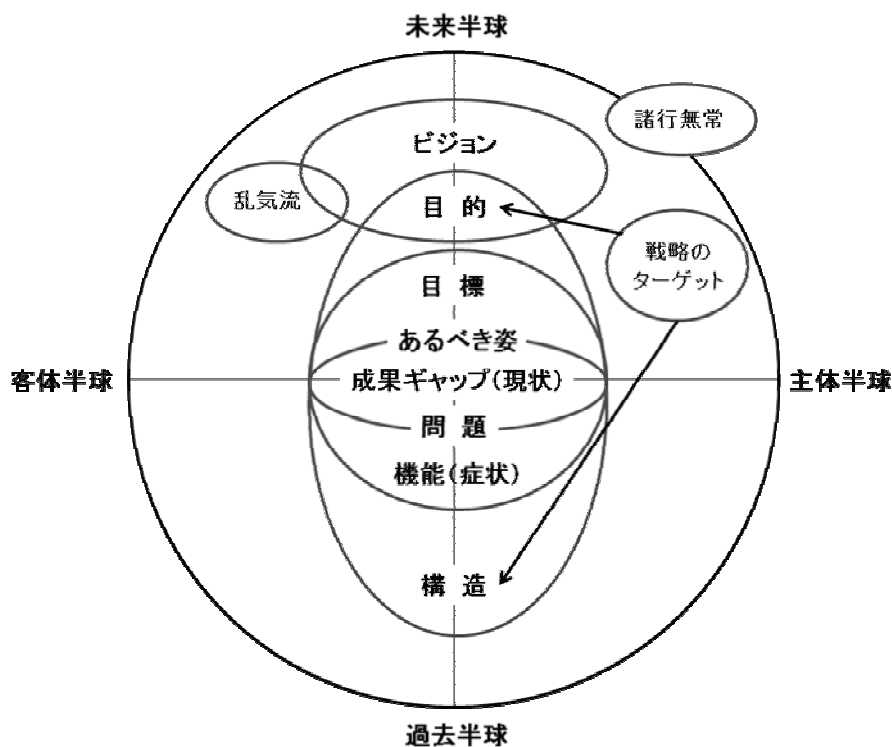 未来半球
諸行無常
ビジョン
乱気流
目 的
戦略の
ターゲット
目 標
あるべき姿
客体半球
成果ギャップ(現状)
主体半球
問 題
機能(症状)
構 造
過去半球